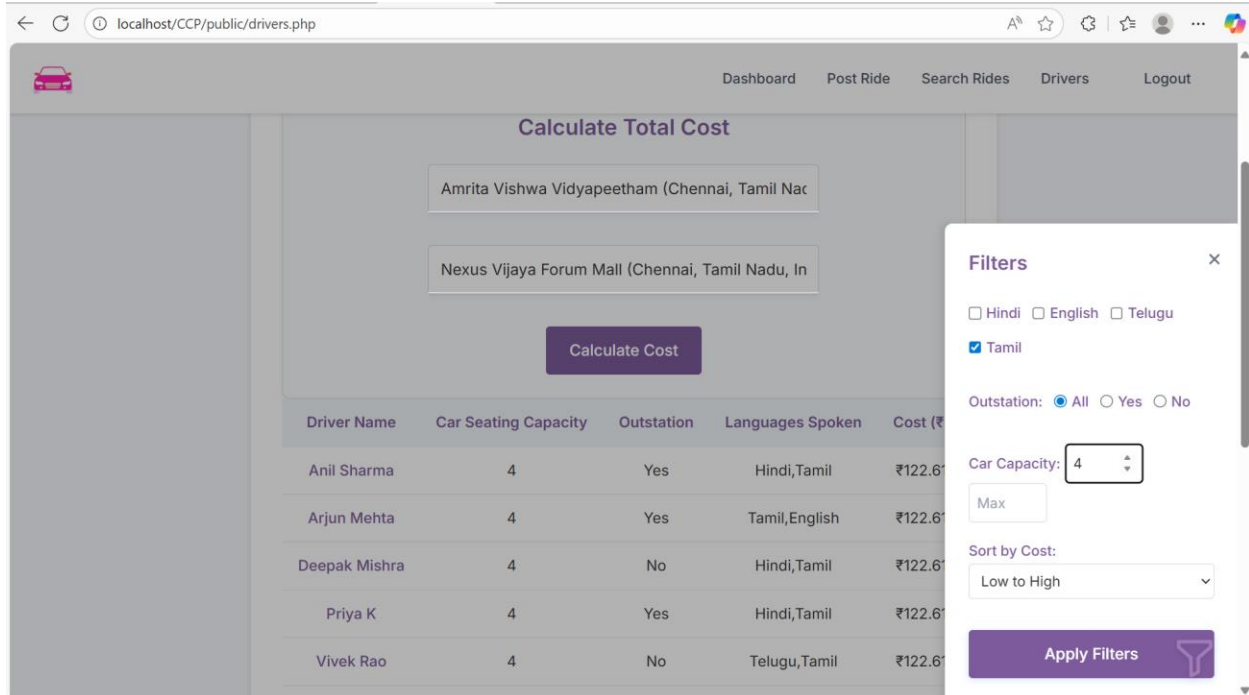 localhost/CCP/public/drivers.php
Dashboard Post Ride Search Rides Drivers Logout
Calculate Total Cost
Amrita Vishwa Vidyapeetham (Chennai, Tamil Nac
Nexus Vijaya Forum Mall (Chennai, Tamil Nadu, In
Calculate Cost
Driver Name Car Seating Capacity Outstation Languages Spoken Cost (₹
Anil Sharma 4 Yes Hindi,Tamil ₹122.61
Arjun Mehta 4 Yes Tamil,English ₹122.61
Deepak Mishra 4 No Hindi,Tamil ₹122.61
Priya K 4 Yes Hindi,Tamil ₹122.61
Vivek Rao 4 No Telugu,Tamil ₹122.61
Filters ×
Hindi English Telugu
Tamil
Outstation: All Yes No
Car Capacity: 4
Max
Sort by Cost:
Low to High
Apply Filters